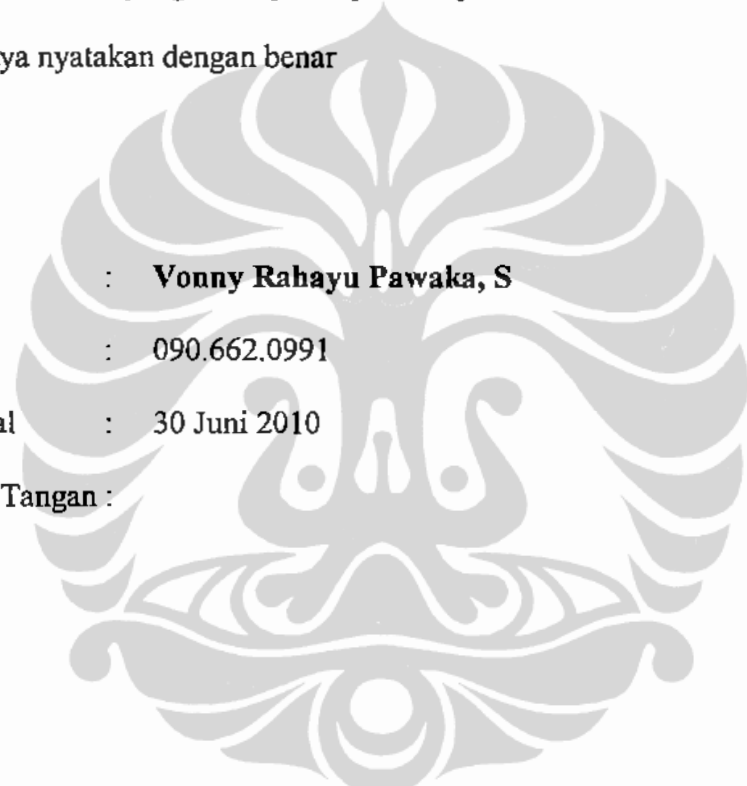 ya nyatakan dengan benar
: Vonny Rahayu Pawaka, S
: 090.662.0991
al : 30 Juni 2010
Tangan :